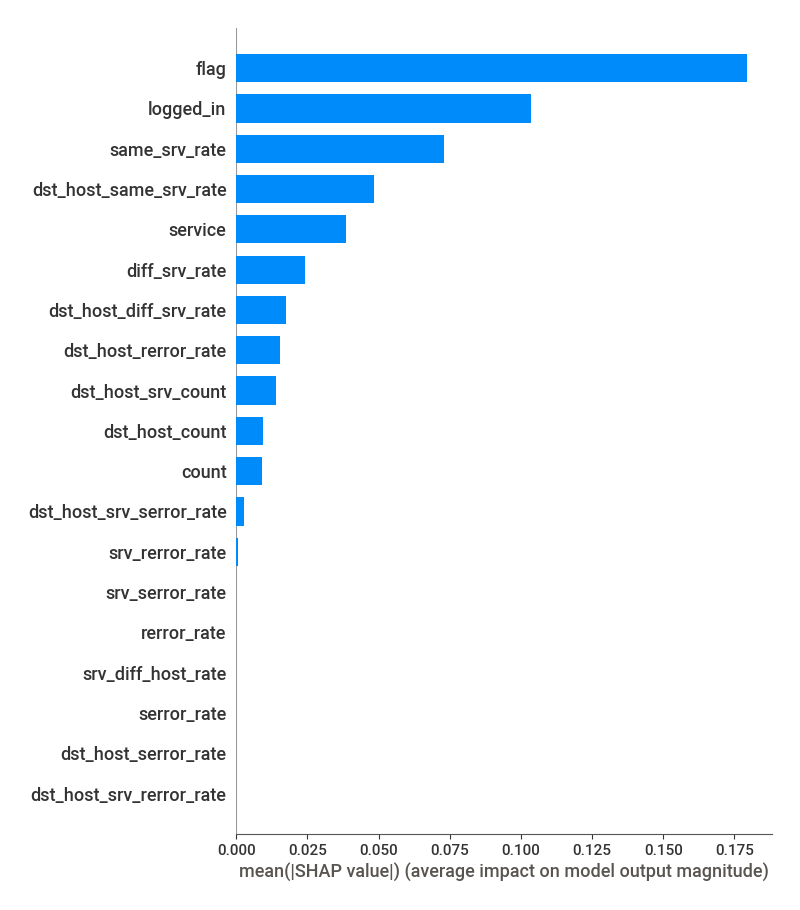 flag
logged_in
same_srv_rate
dst_host_same_srv_rate
service
diff_srv_rate
dst_host_diff_srv_rate
dst_host_rerror_rate
dst_host_srv_count
dst_host_count
count
dst_host_srv_serror_rate
srv_rerror_rate
srv_serror_rate
rerror_rate
srv_diff_host_rate
serror_rate
dst_host_serror_rate
dst_host_srv_rerror_rate
0.000 0.025 0.050 0.075 0.100 0.125 0.150 0.175
mean(|SHAP value|) (average impact on model output magnitude)